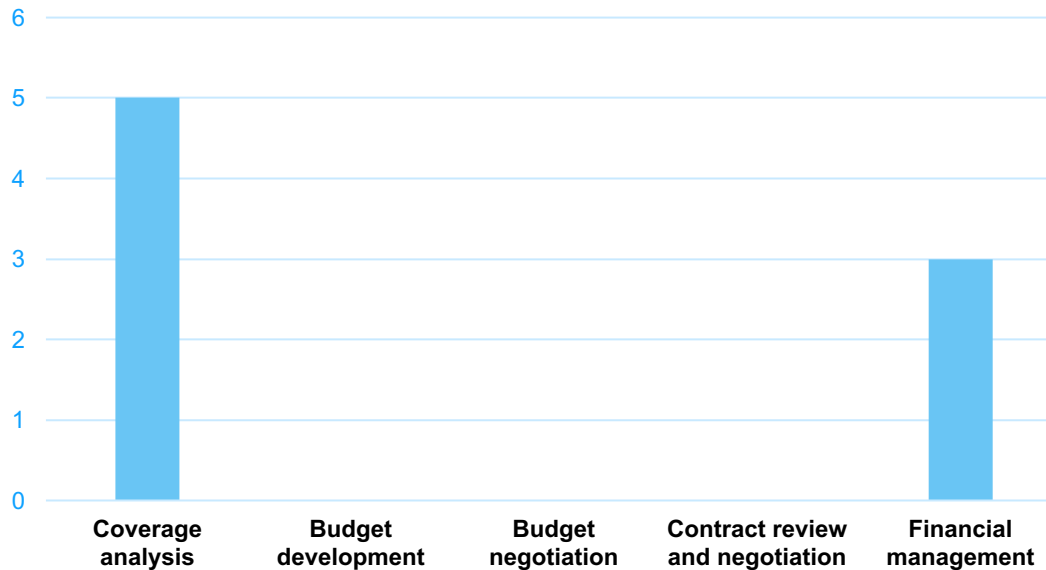 6
5
4
3
2
1
0
Coverage
analysis
Budget
development
Budget
negotiation
Contract review
and negotiation
Financial
management